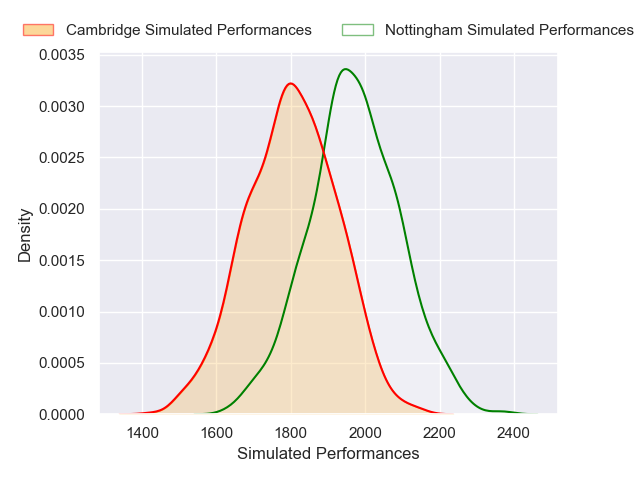 Cambridge Simulated Performances Nottingham Simulated Performances
0.0035
0.0030
0.0025
0.0020
0.0015
0.0010
0.0005
0.0000
Density
1400 1600 1800 2000 2200 2400
Simulated Performances